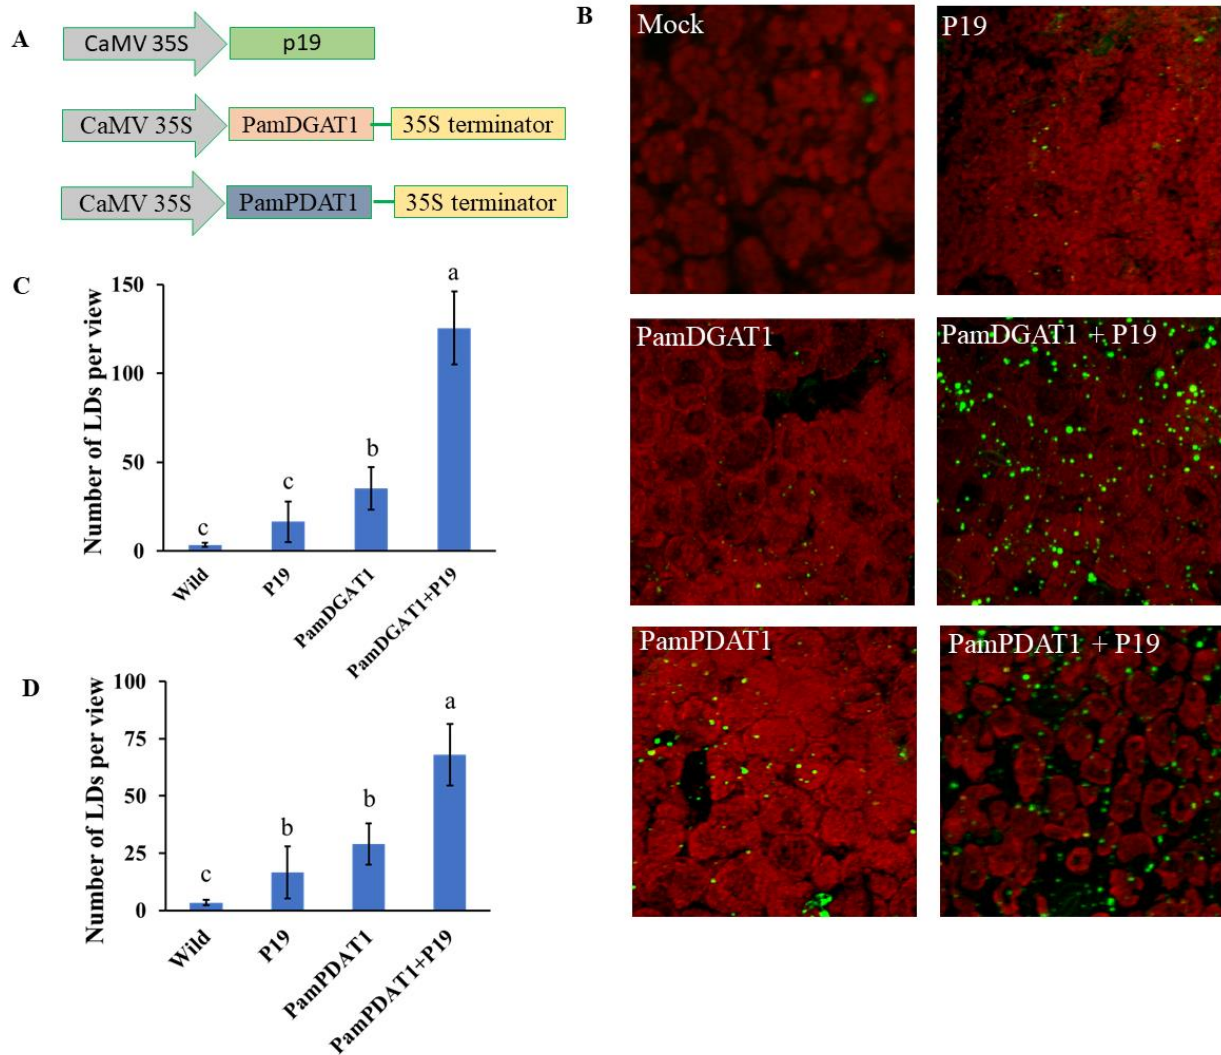 A
CaMV 35S
p19
CaMV 35S
PamDGAT1
35S terminator
CaMV 35S
PamPDAT1
35S terminator
B
Mock
P19
PamDGAT1
PamDGAT1 + P19
PamPDAT1
PamPDAT1 + P19
C
Number of LDs per view
150
100
50
0
c
c
b
a
Wild
P19
PamDGAT1
PamDGAT1+P19
D
Number of LDs per view
100
75
50
25
0
c
b
b
a
Wild
P19
PamPDAT1
PamPDAT1+P19